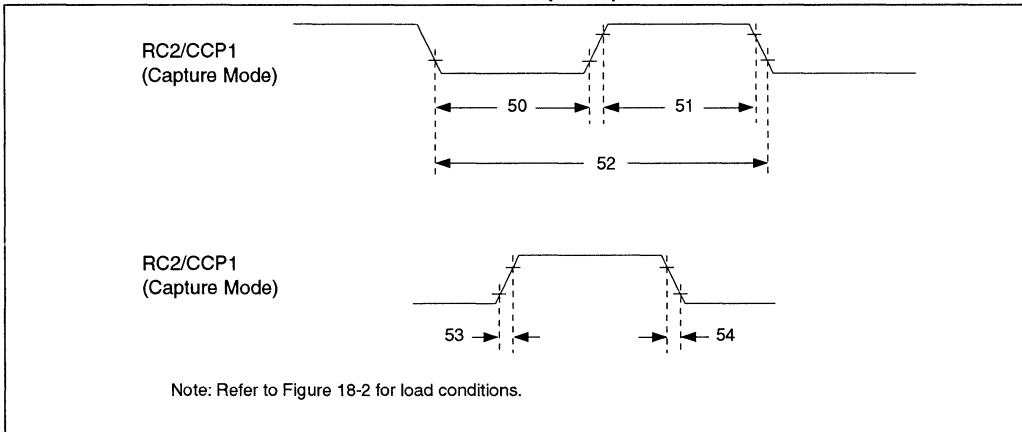 RC2/CCP1
(Capture Mode)
50
51
52
RC2/CCP1
(Capture Mode)
53
54
Note: Refer to Figure 18-2 for load conditions.